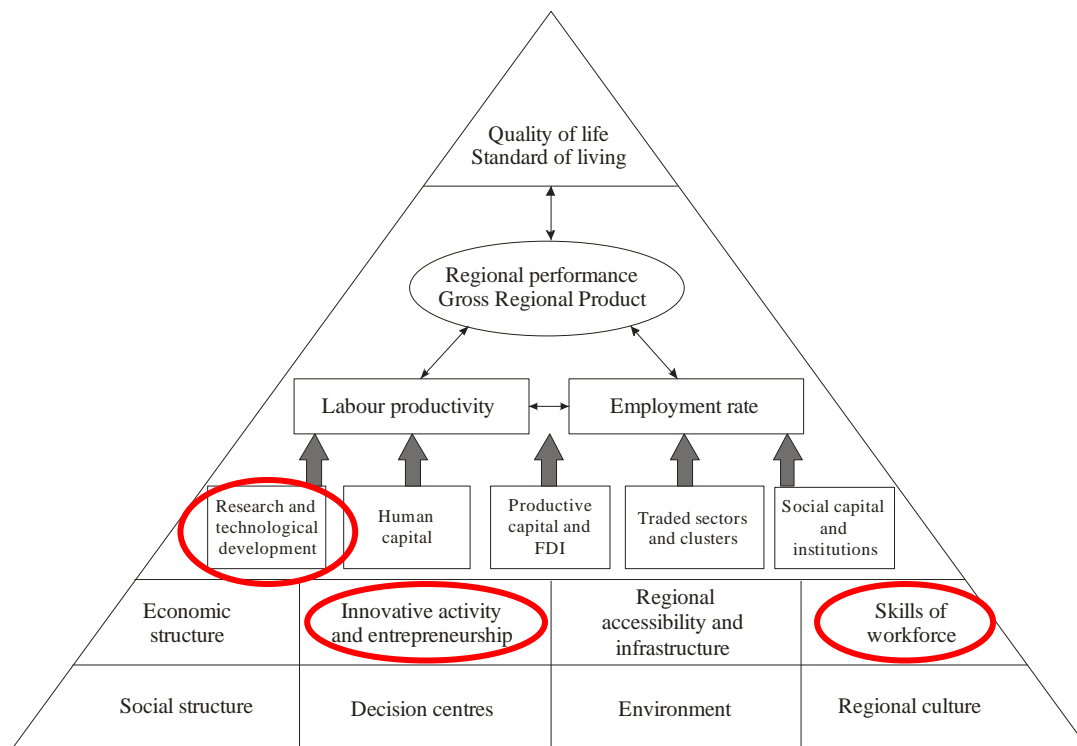 Quality of life
Standard of living
Regional performance
Gross Regional Product
Labour productivity
Employment rate
Research and
technological
development
Human
capital
Productive
capital and
FDI
Traded sectors
and clusters
Social capital
and
institutions
Economic
structure
Innovative activity
and entrepreneurship
Regional
accessibility and
infrastructure
Skills of
workforce
Social structure
Decision centres
Environment
Regional culture